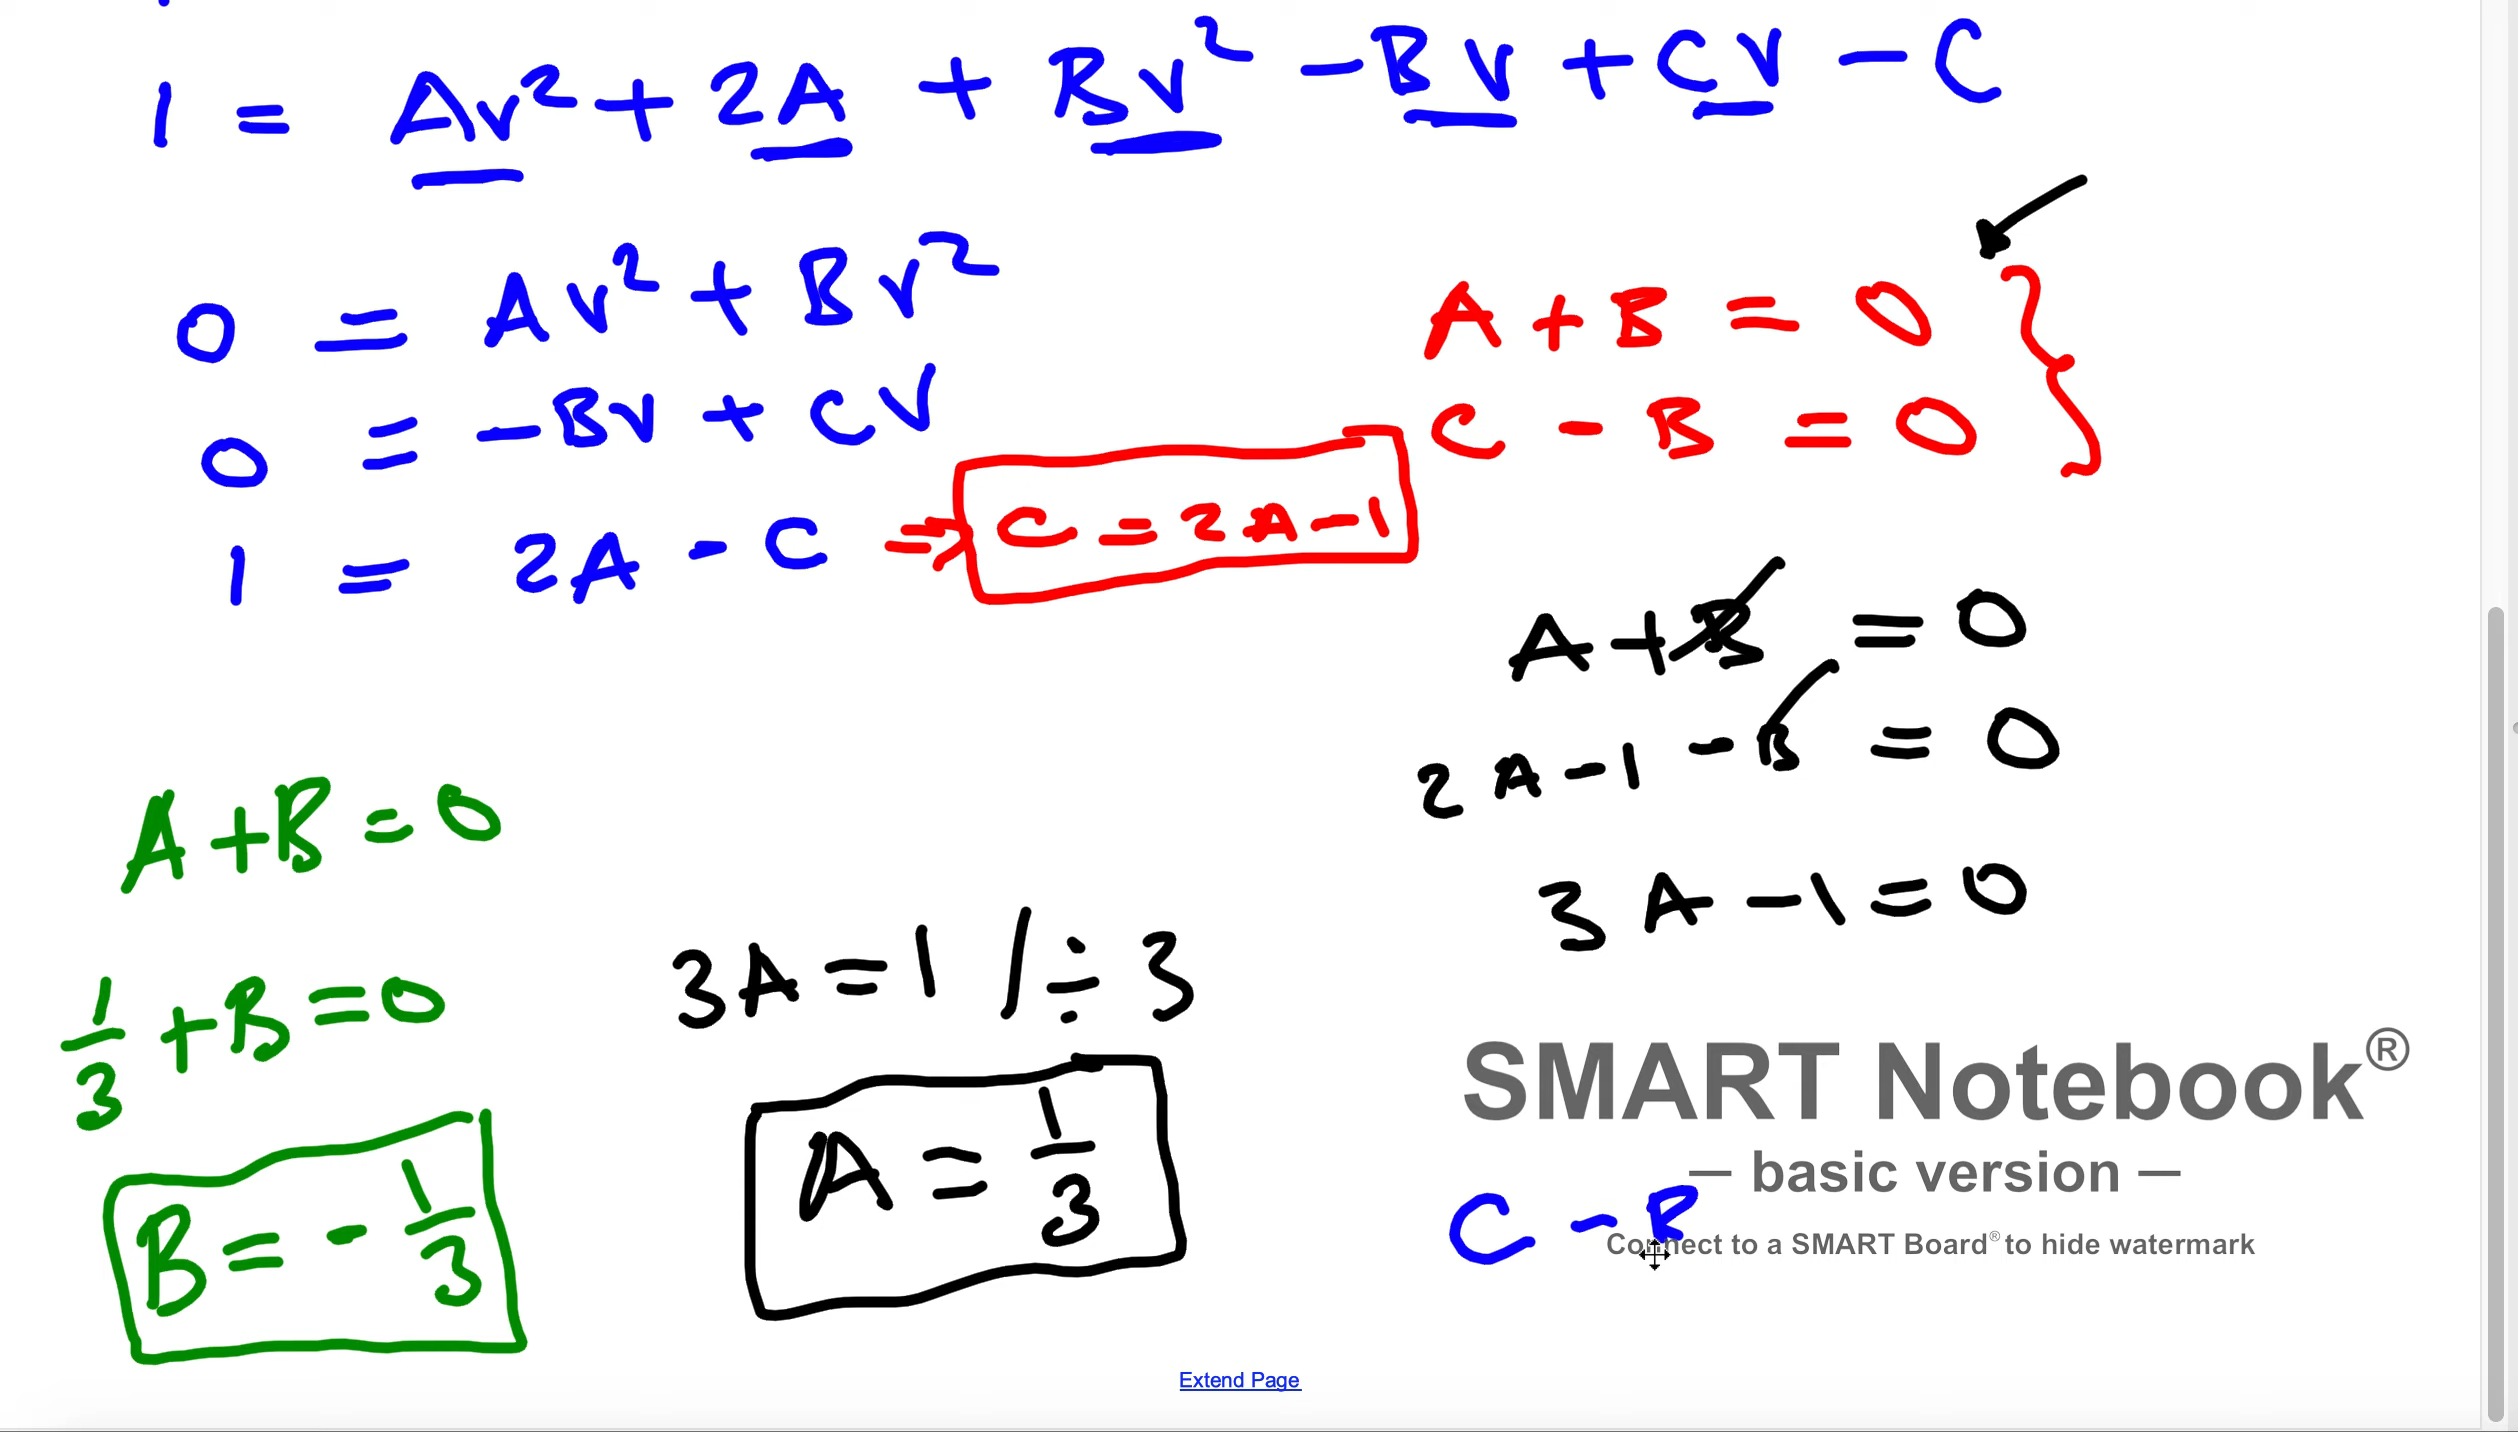 1 = Av² + 2A + Bv² - Bv + Cv - C
0 = Av² + Bv²
A + B = 0
0 = - Bv + Cv
C - B = 0
1 = 2A - C ⇒ C = 2A - 1
A + B = 0
2A - 1 - B = 0
A + B = 0
3A - 1 = 0
3A = 1 / ÷ 3
1/3 + B = 0
A = 1/3
B = - 1/3
SMART Notebook®
— basic version —
C - B
Connect to a SMART Board® to hide watermark
Extend Page